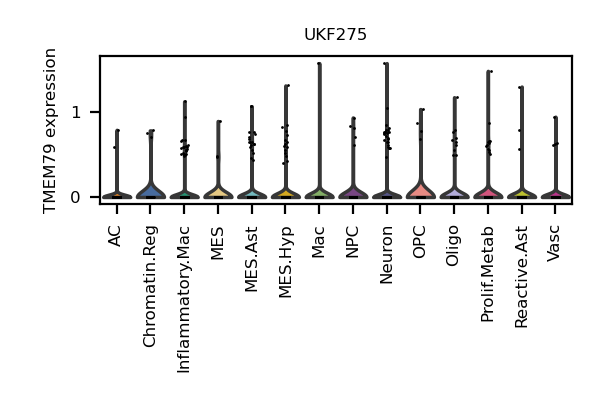 UKF275
TMEM79 expression
1
0
AC
Chromatin.Reg
Inflammatory.Mac
MES
MES.Ast
MES.Hyp
Mac
NPC
Neuron
OPC
Oligo
Prolif.Metab
Reactive.Ast
Vasc